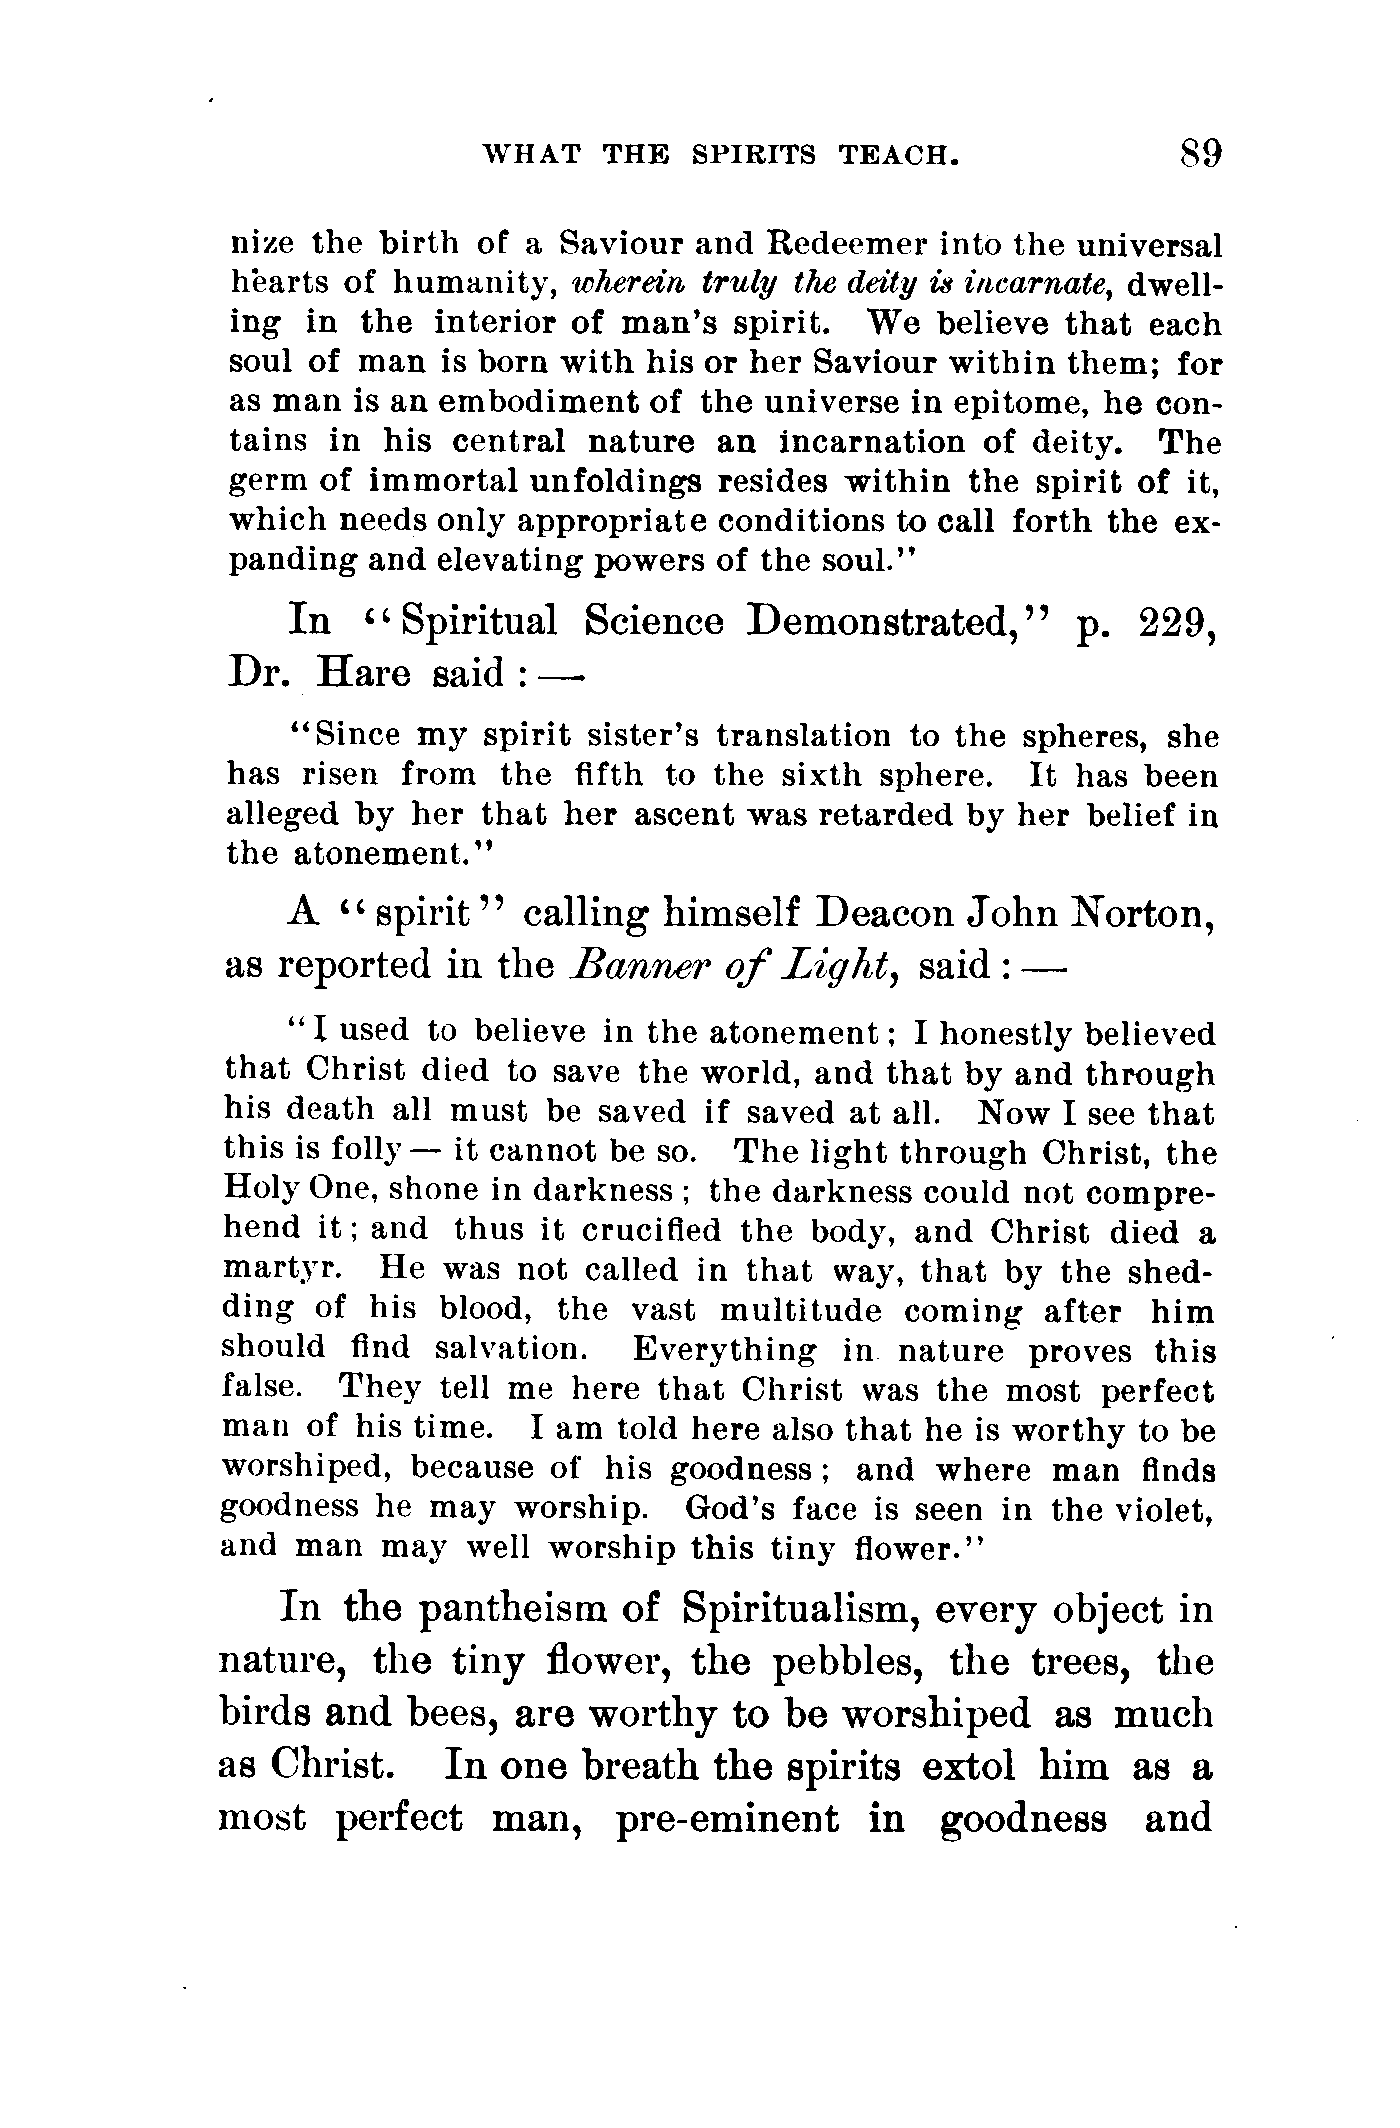 WHAT THE SPIRITS TEACH. 89
nize the birth of a Saviour and Redeemer into the universal
hearts of humanity, wherein truly the deity is incarnate, dwell-
ing in the interior of man's spirit. We believe that each
soul of man is born with his or her Saviour within them; for
as man is an embodiment of the universe in epitome, he con-
tains in his central nature an incarnation of deity. The
germ of immortal unfoldings resides within the spirit of it,
which needs only appropriate conditions to call forth the ex-
panding and elevating powers of the soul."
In "Spiritual Science Demonstrated," p. 229,
Dr. Hare said : —
"Since my spirit sister's translation to the spheres, she
has risen from the fifth to the sixth sphere. It has been
alleged by her that her ascent was retarded by her belief in
the atonement."
A "spirit" calling himself Deacon John Norton,
as reported in the Banner of Light, said : —
"I used to believe in the atonement; I honestly believed
that Christ died to save the world, and that by and through
his death all must be saved if saved at all. Now I see that
this is folly — it cannot be so. The light through Christ, the
Holy One, shone in darkness; the darkness could not compre-
hend it; and thus it crucified the body, and Christ died a
martyr. He was not called in that way, that by the shed-
ding of his blood, the vast multitude coming after him
should find salvation. Everything in nature proves this
false. They tell me here that Christ was the most perfect
man of his time. I am told here also that he is worthy to be
worshiped, because of his goodness; and where man finds
goodness he may worship. God's face is seen in the violet,
and man may well worship this tiny flower."
In the pantheism of Spiritualism, every object in
nature, the tiny flower, the pebbles, the trees, the
birds and bees, are worthy to be worshiped as much
as Christ. In one breath the spirits extol him as a
most perfect man, pre-eminent in goodness and